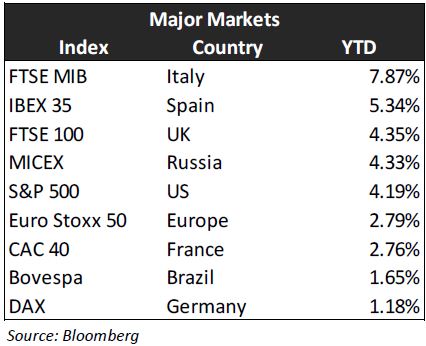 Major Markets
Index Country YTD
FTSE MIB Italy 7.87%
IBEX 35 Spain 5.34%
FTSE 100 UK 4.35%
MICEX Russia 4.33%
S&P 500 US 4.19%
Euro Stoxx 50 Europe 2.79%
CAC 40 France 2.76%
Bovespa Brazil 1.65%
DAX Germany 1.18%
Source: Bloomberg